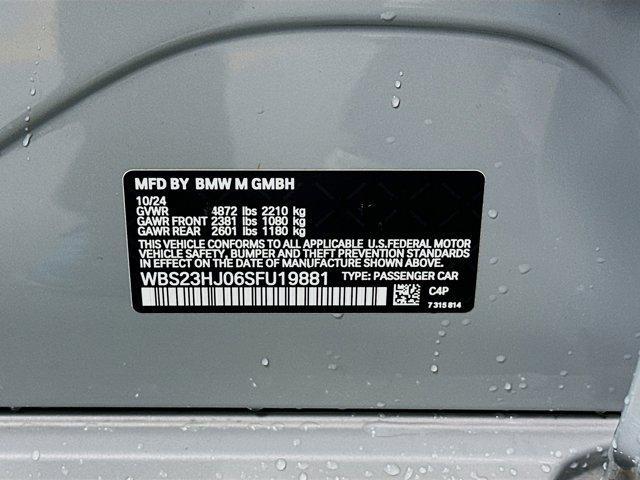 MFD BY BMW M GMBH
10/24
GVWR 4872 lbs 2210 kg
GAWR FRONT 2381 lbs 1080 kg
GAWR REAR 2601 lbs 1180 kg
THIS VEHICLE CONFORMS TO ALL APPLICABLE U.S.FEDERAL MOTOR
VEHICLE SAFETY, BUMPER, AND THEFT PREVENTION STANDARDS
IN EFFECT ON THE DATE OF MANUFACTURE SHOWN ABOVE.
WBS23HJ06SFU19881 TYPE: PASSENGER CAR
C4P
7 315 814